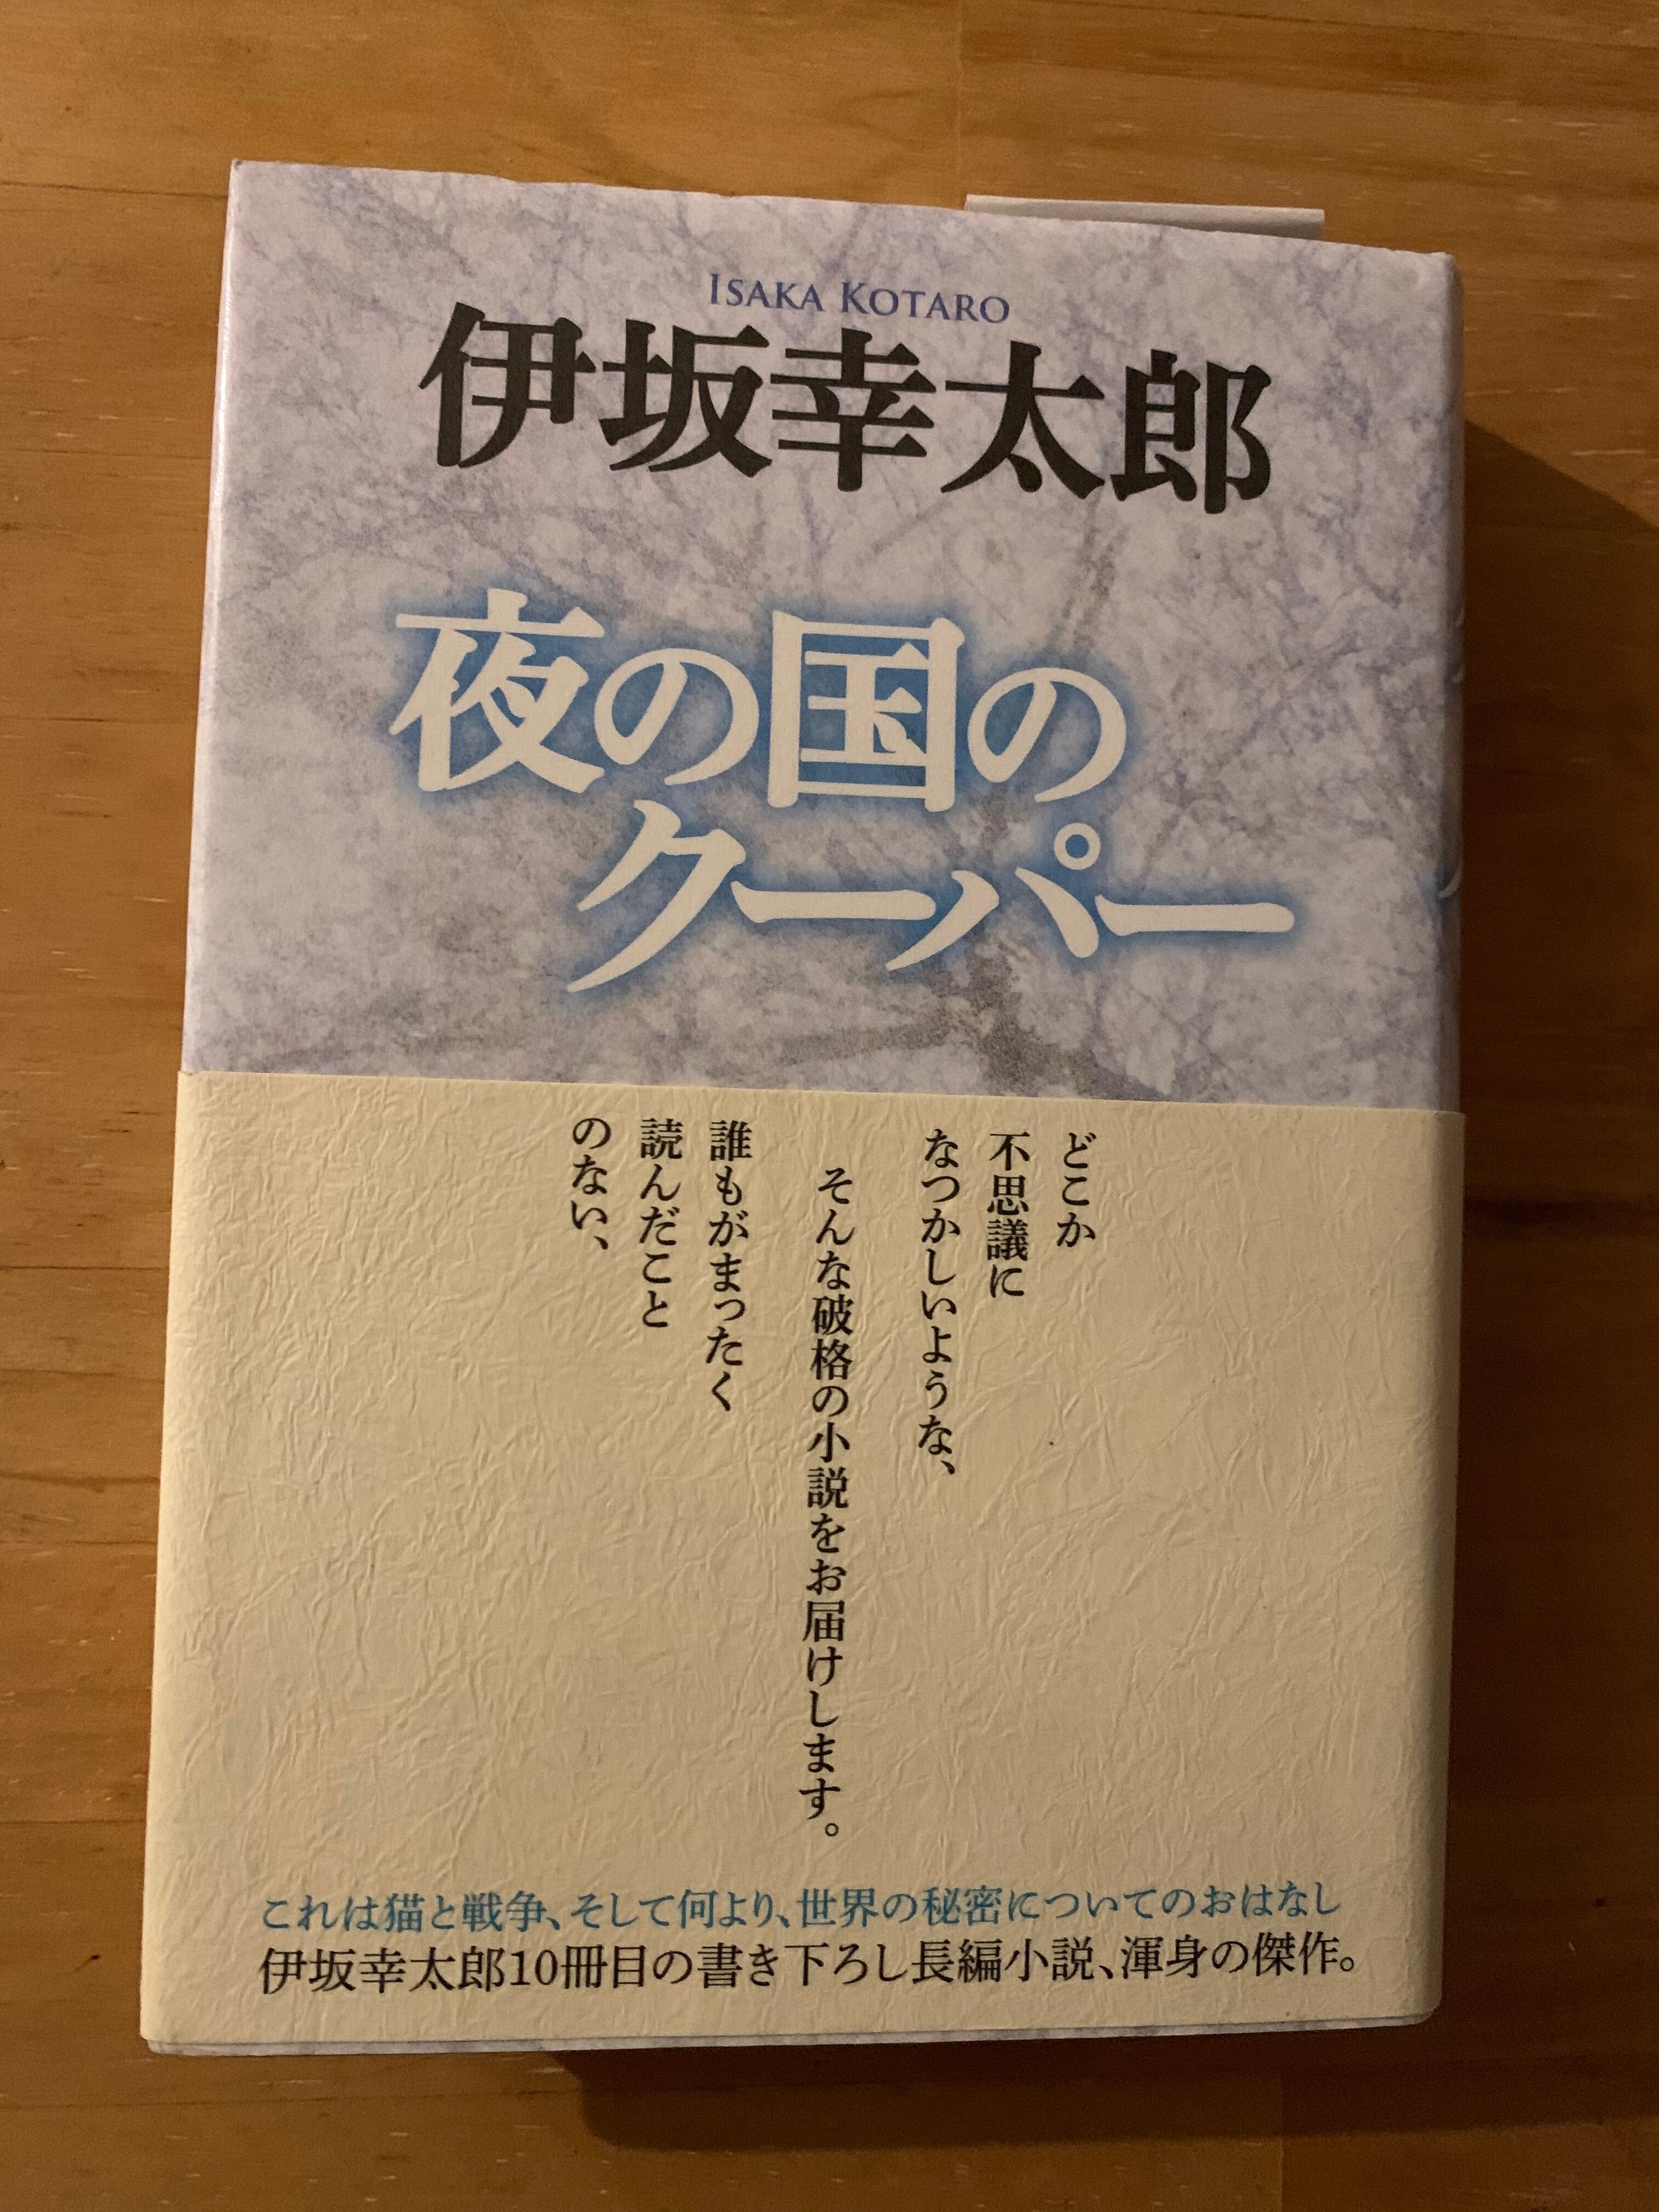 ISAKA KOTARO
伊坂幸太郎
夜の国の
クーパー
どこか
不思議に
なつかしいような、
そんな破格の小説をお届けします。
誰もがまったく
読んだこと
のない、
これは猫と戦争、そして何より、世界の秘密についてのおはなし
伊坂幸太郎10冊目の書き下ろし長編小説、渾身の傑作。